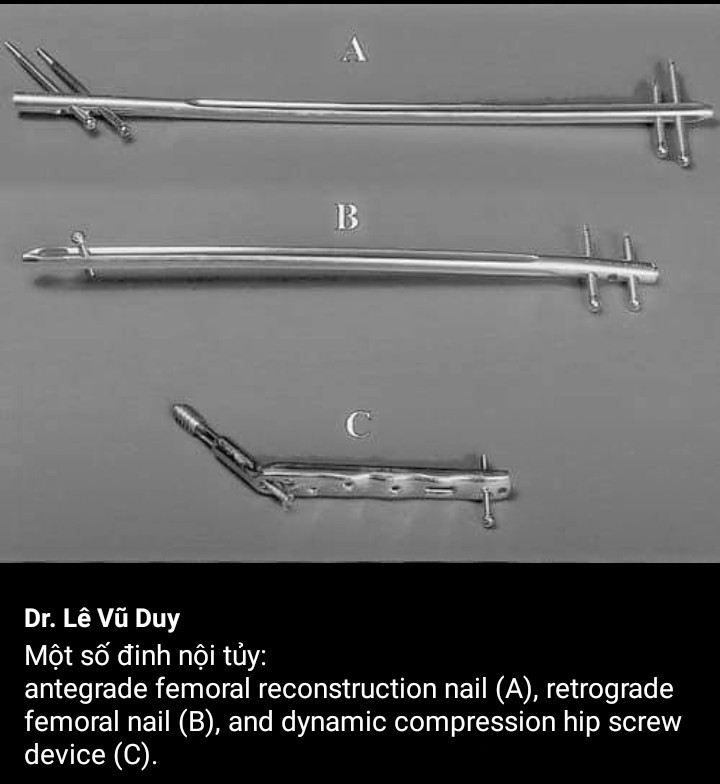 A
B
C
Dr. Lê Vũ Duy
Một số đinh nội tủy:
antegrade femoral reconstruction nail (A), retrograde
femoral nail (B), and dynamic compression hip screw
device (C).